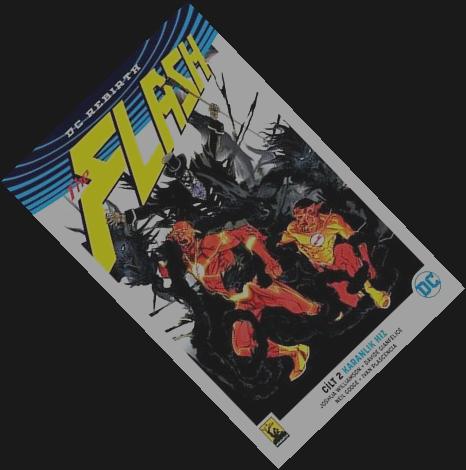 DC REBIRTH
THE
FLASH
DC
CİLT 2 KARANLIK HIZ
JOSHUA WILLIAMSON • DAVIDE GIANFELICE
NEIL GOOGE • IVAN PLASCENCIA